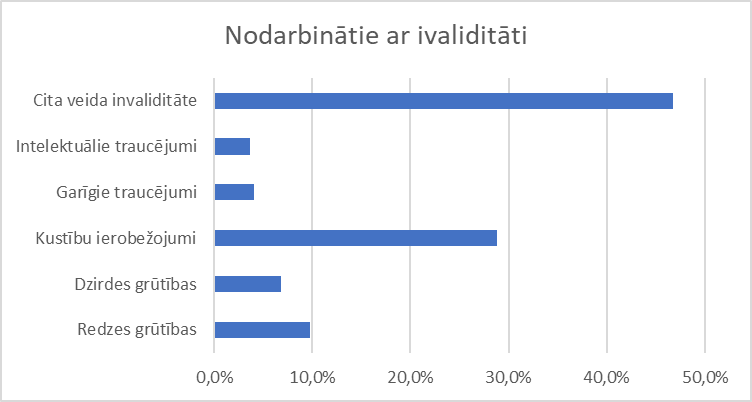 Nodarbinātie ar ivaliditāti
Cita veida invaliditāte
Intelektuālie traucējumi
Garīgie traucējumi
Kustību ierobežojumi
Dzirdes grūtības
Redzes grūtības
0,0% 10,0% 20,0% 30,0% 40,0% 50,0%